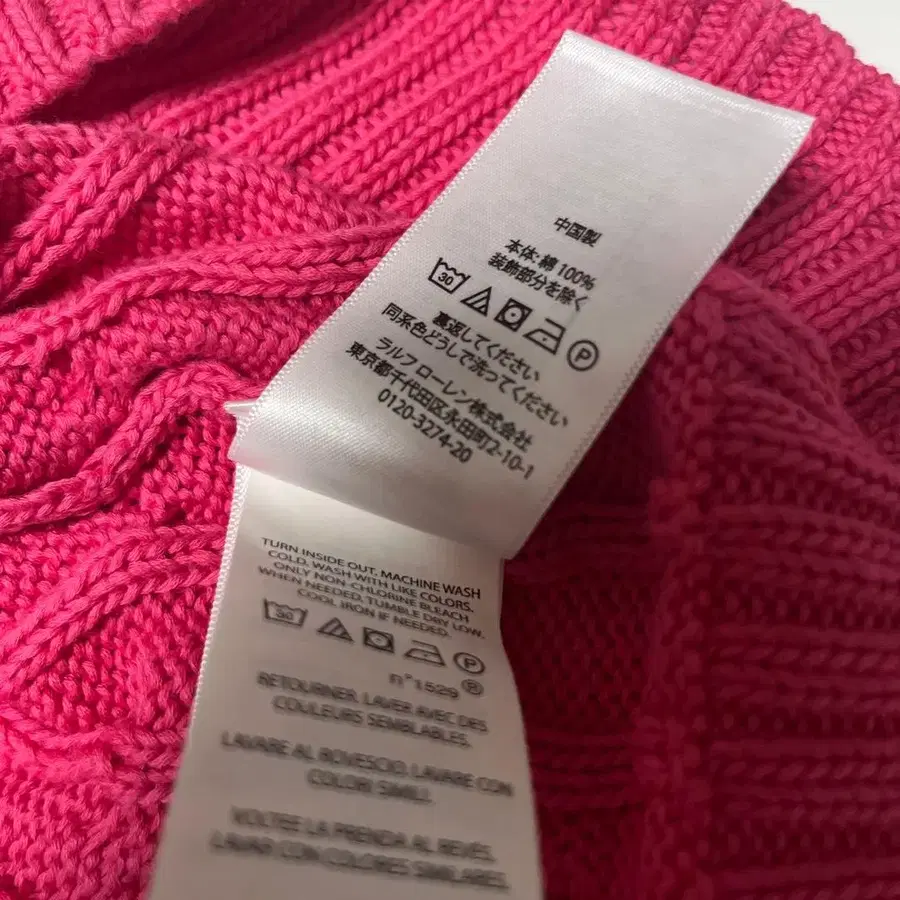 中国製
本体: 綿 100%
装飾部分を除く
30 P
裏返してください
同系色どうしで洗ってください
ラルフ ローレン株式会社
東京都千代田区永田町2-10-1
0120-3274-20
TURN INSIDE OUT. MACHINE WASH
COLD. WASH WITH LIKE COLORS.
ONLY NON-CHLORINE BLEACH
WHEN NEEDED. TUMBLE DRY LOW.
COOL IRON IF NEEDED.
30 P
n°1529 ®
RETOURNER. LAVER AVEC DES
COULEURS SEMBLABLES.
LAVARE AL ROVESCIO. LAVARE CON
COLORI SIMILI.
VOLTEE LA PRENDA AL REVÉS.
LAVAR CON COLORES SIMILARES.